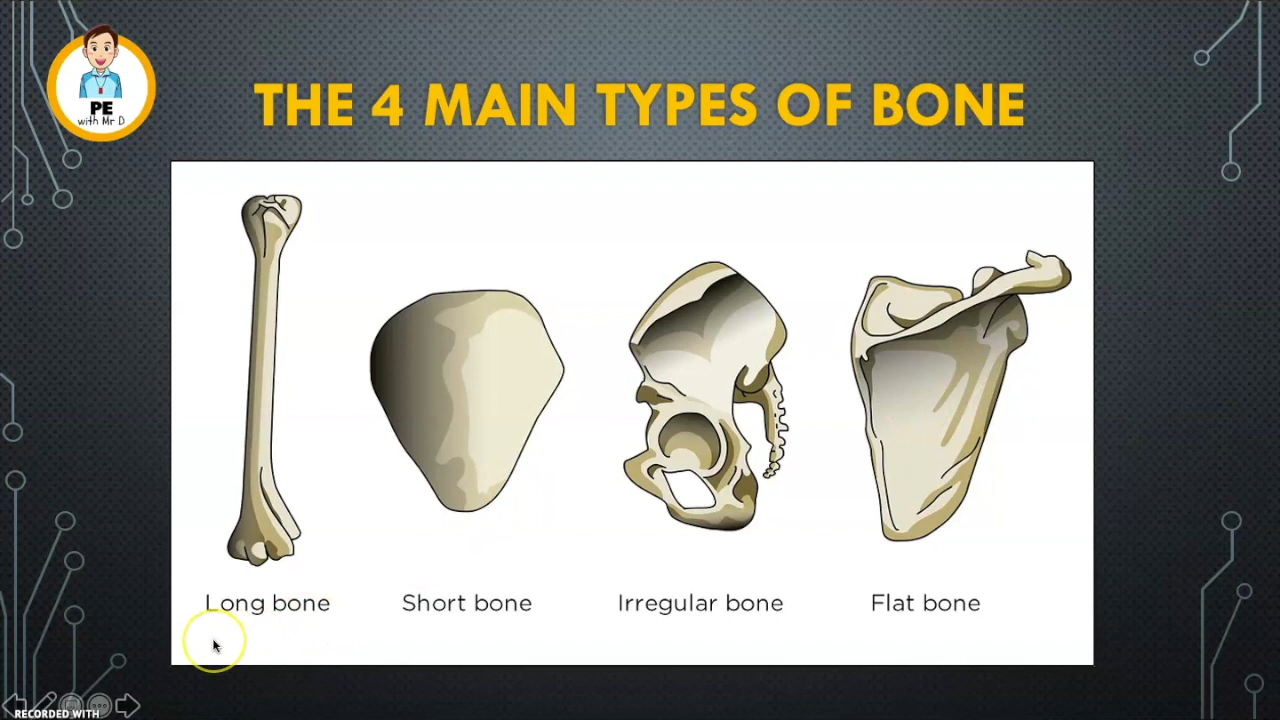 PE
with Mr D
THE 4 MAIN TYPES OF BONE
Long bone
Short bone
Irregular bone
Flat bone
RECORDED WITH